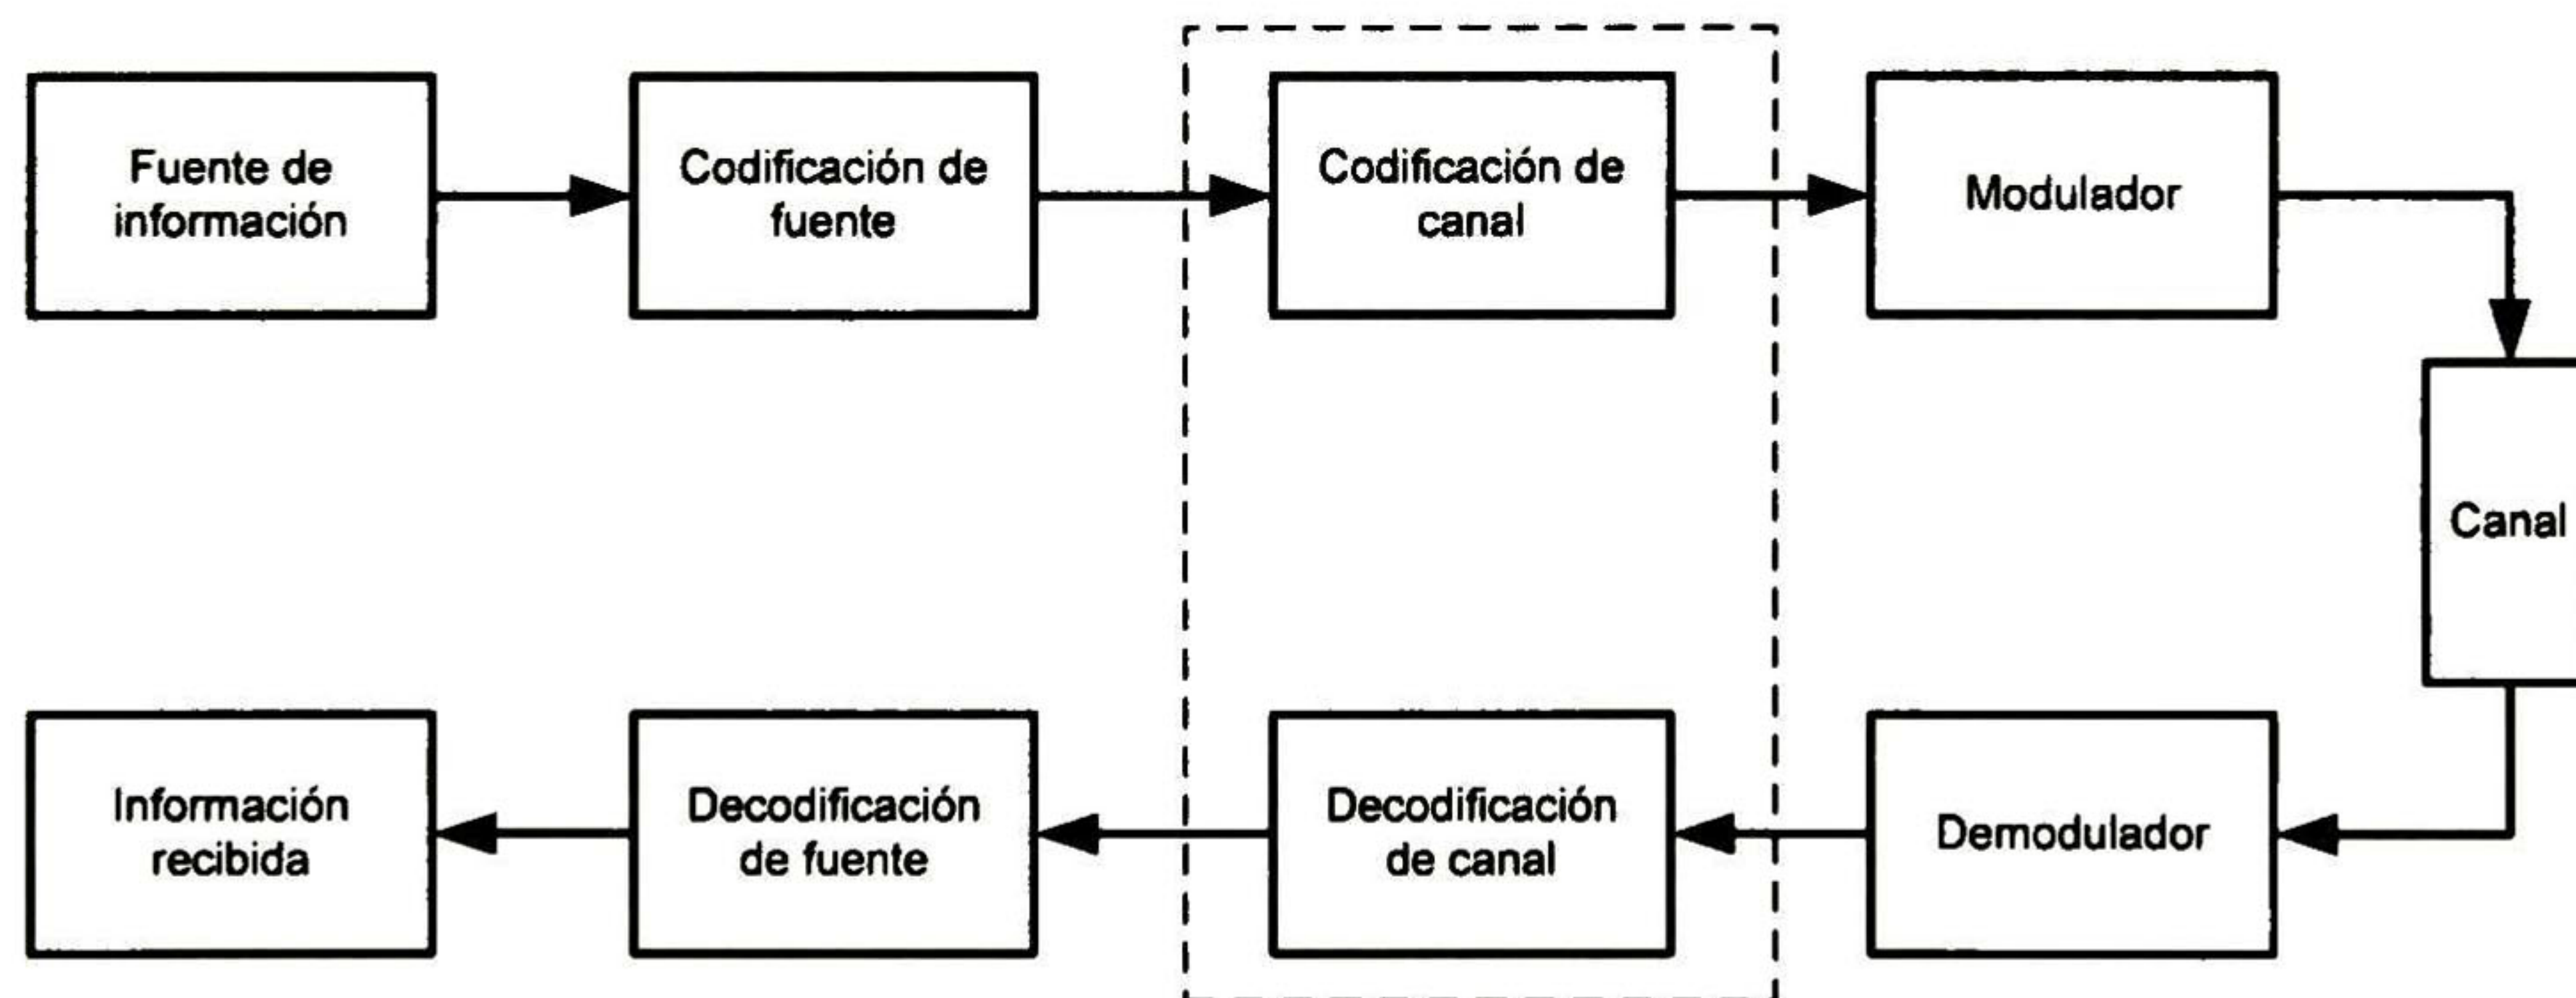 Fuente de
información
Codificación de
fuente
Codificación de
canal
Modulador
Canal
Información
recibida
Decodificación
de fuente
Decodificación
de canal
Demodulador